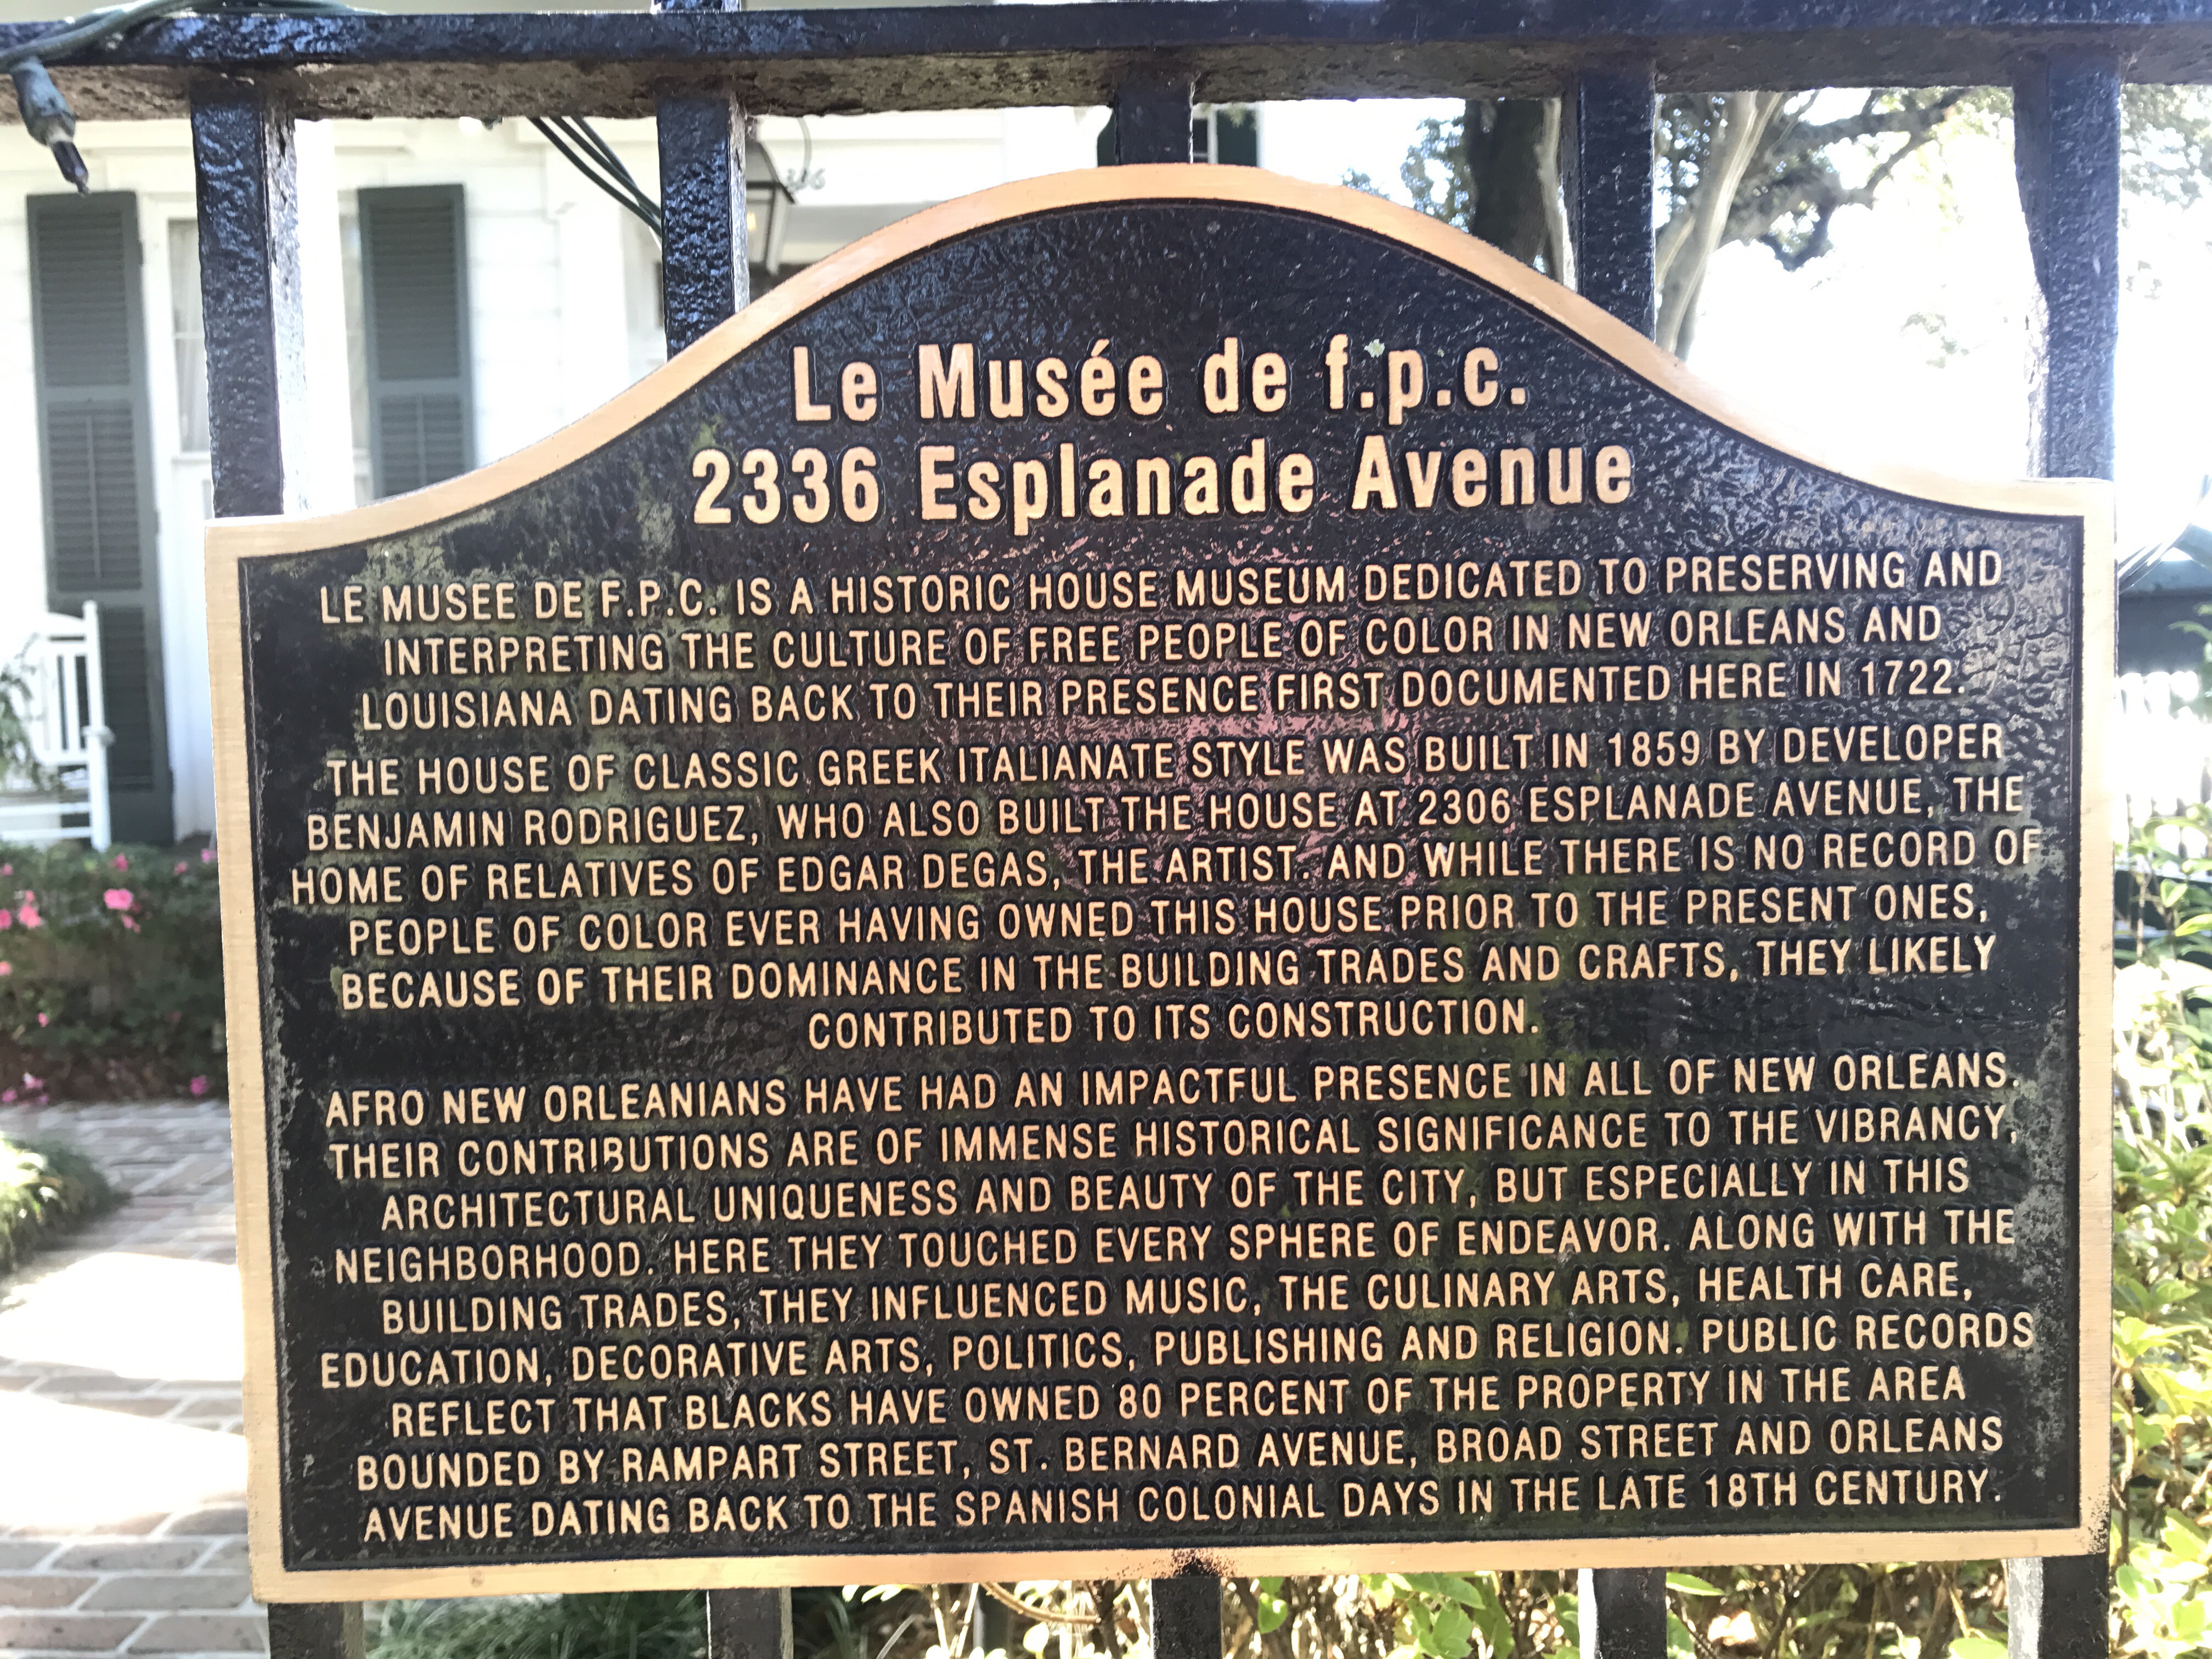 Le Musée de f.p.c.
2336 Esplanade Avenue
LE MUSEE DE F.P.C. IS A HISTORIC HOUSE MUSEUM DEDICATED TO PRESERVING AND
INTERPRETING THE CULTURE OF FREE PEOPLE OF COLOR IN NEW ORLEANS AND
LOUISIANA DATING BACK TO THEIR PRESENCE FIRST DOCUMENTED HERE IN 1722.
THE HOUSE OF CLASSIC GREEK ITALIANATE STYLE WAS BUILT IN 1859 BY DEVELOPER
BENJAMIN RODRIGUEZ, WHO ALSO BUILT THE HOUSE AT 2306 ESPLANADE AVENUE, THE
HOME OF RELATIVES OF EDGAR DEGAS, THE ARTIST. AND WHILE THERE IS NO RECORD OF
PEOPLE OF COLOR EVER HAVING OWNED THIS HOUSE PRIOR TO THE PRESENT ONES,
BECAUSE OF THEIR DOMINANCE IN THE BUILDING TRADES AND CRAFTS, THEY LIKELY
CONTRIBUTED TO ITS CONSTRUCTION.
AFRO NEW ORLEANIANS HAVE HAD AN IMPACTFUL PRESENCE IN ALL OF NEW ORLEANS.
THEIR CONTRIBUTIONS ARE OF IMMENSE HISTORICAL SIGNIFICANCE TO THE VIBRANCY,
ARCHITECTURAL UNIQUENESS AND BEAUTY OF THE CITY, BUT ESPECIALLY IN THIS
NEIGHBORHOOD. HERE THEY TOUCHED EVERY SPHERE OF ENDEAVOR. ALONG WITH THE
BUILDING TRADES, THEY INFLUENCED MUSIC, THE CULINARY ARTS, HEALTH CARE,
EDUCATION, DECORATIVE ARTS, POLITICS, PUBLISHING AND RELIGION. PUBLIC RECORDS
REFLECT THAT BLACKS HAVE OWNED 80 PERCENT OF THE PROPERTY IN THE AREA
BOUNDED BY RAMPART STREET, ST. BERNARD AVENUE, BROAD STREET AND ORLEANS
AVENUE DATING BACK TO THE SPANISH COLONIAL DAYS IN THE LATE 18TH CENTURY.